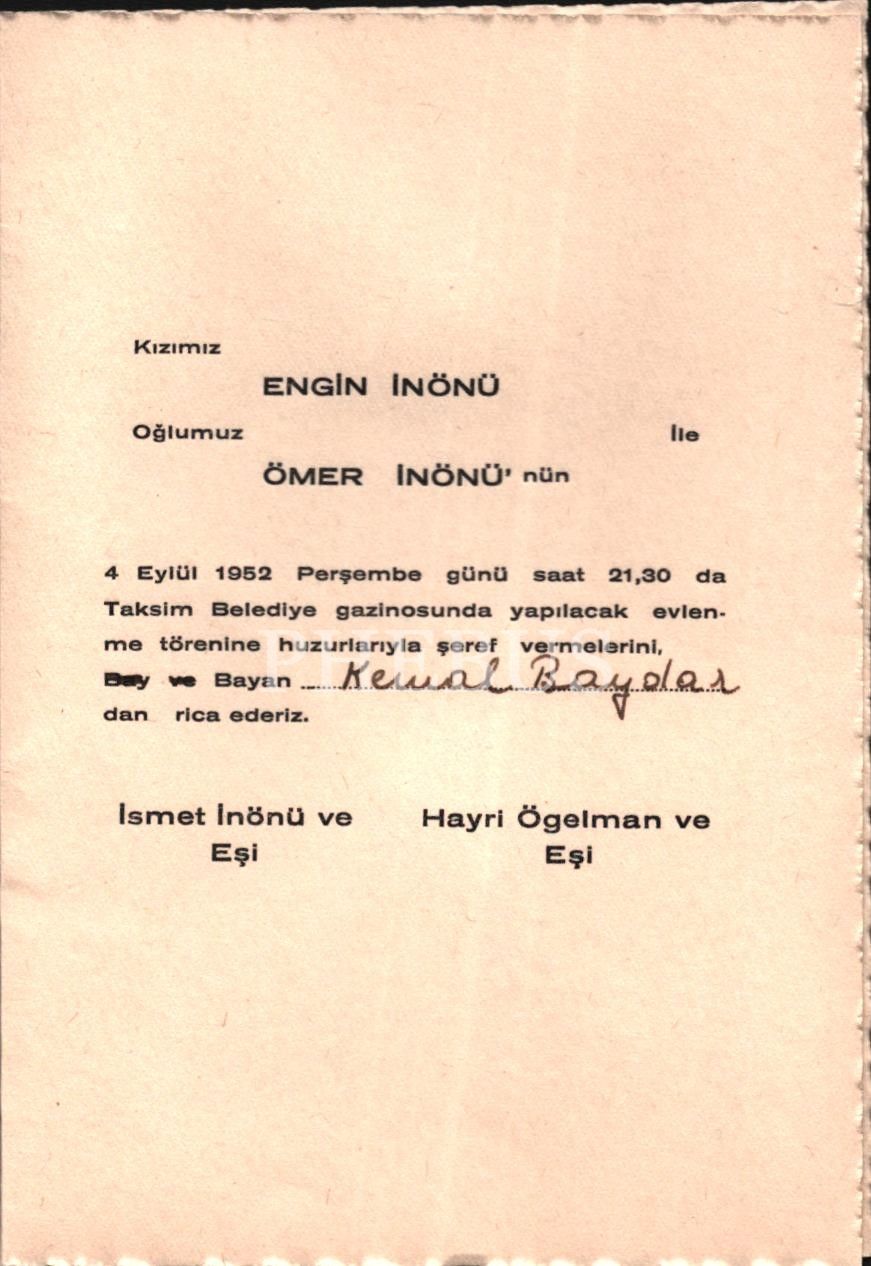 Kızımız
ENGİN İNÖNÜ
Oğlumuz İle
ÖMER İNÖNÜ' nün
4 Eylül 1952 Perşembe günü saat 21,30 da
Taksim Belediye gazinosunda yapılacak evlen-
me törenine huzurlarıyla şeref vermelerini,
Bay ve Bayan Kemal Baydar
dan rica ederiz.
İsmet İnönü ve Hayri Ögelman ve
Eşi Eşi